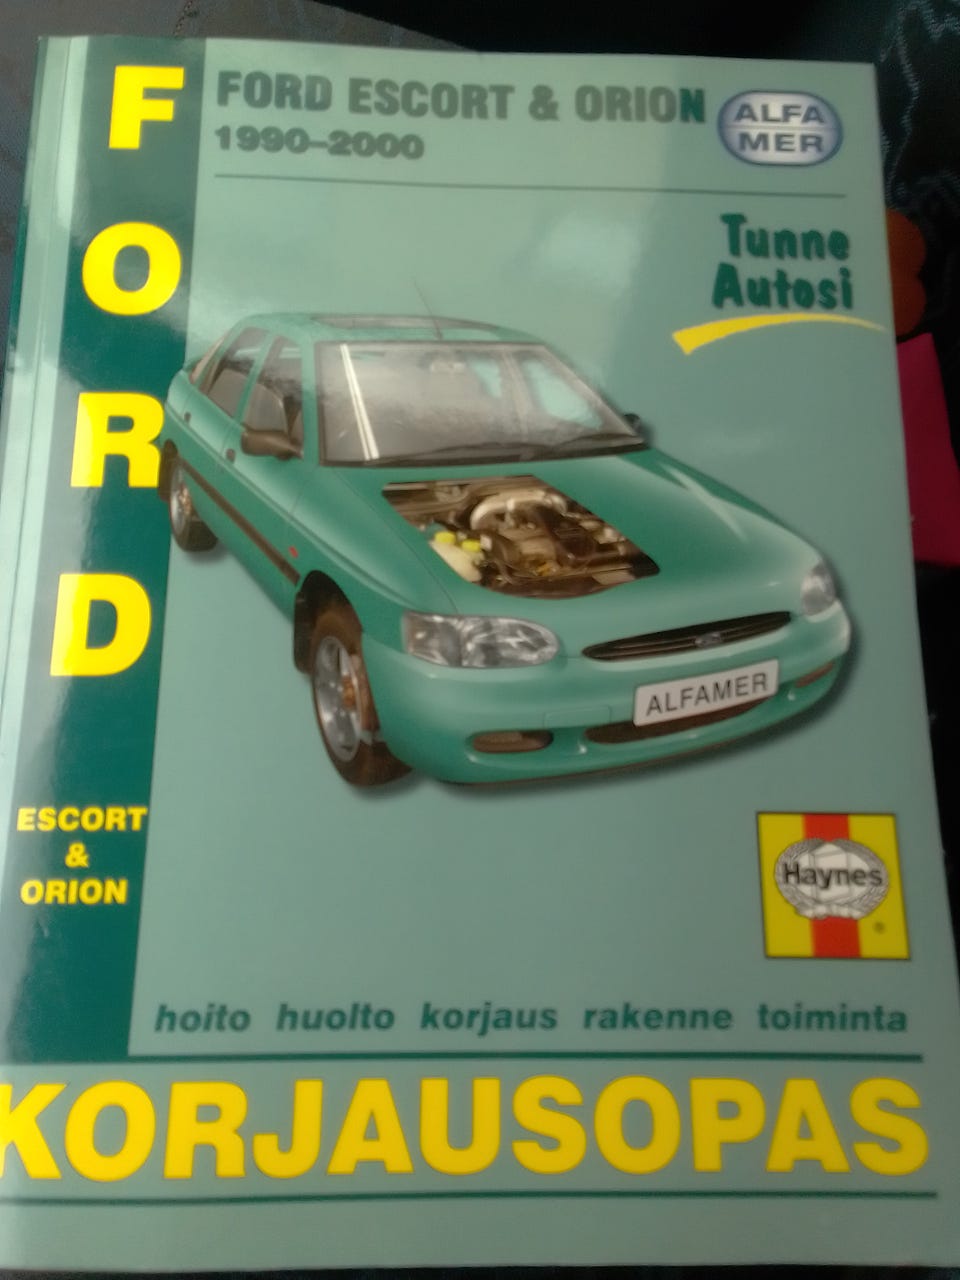 FORD
FORD ESCORT & ORION
1990-2000
ALFA
MER
Tunne
Autosi
ALFAMER
ESCORT
&
ORION
Haynes
®
hoito huolto korjaus rakenne toiminta
KORJAUSOPAS